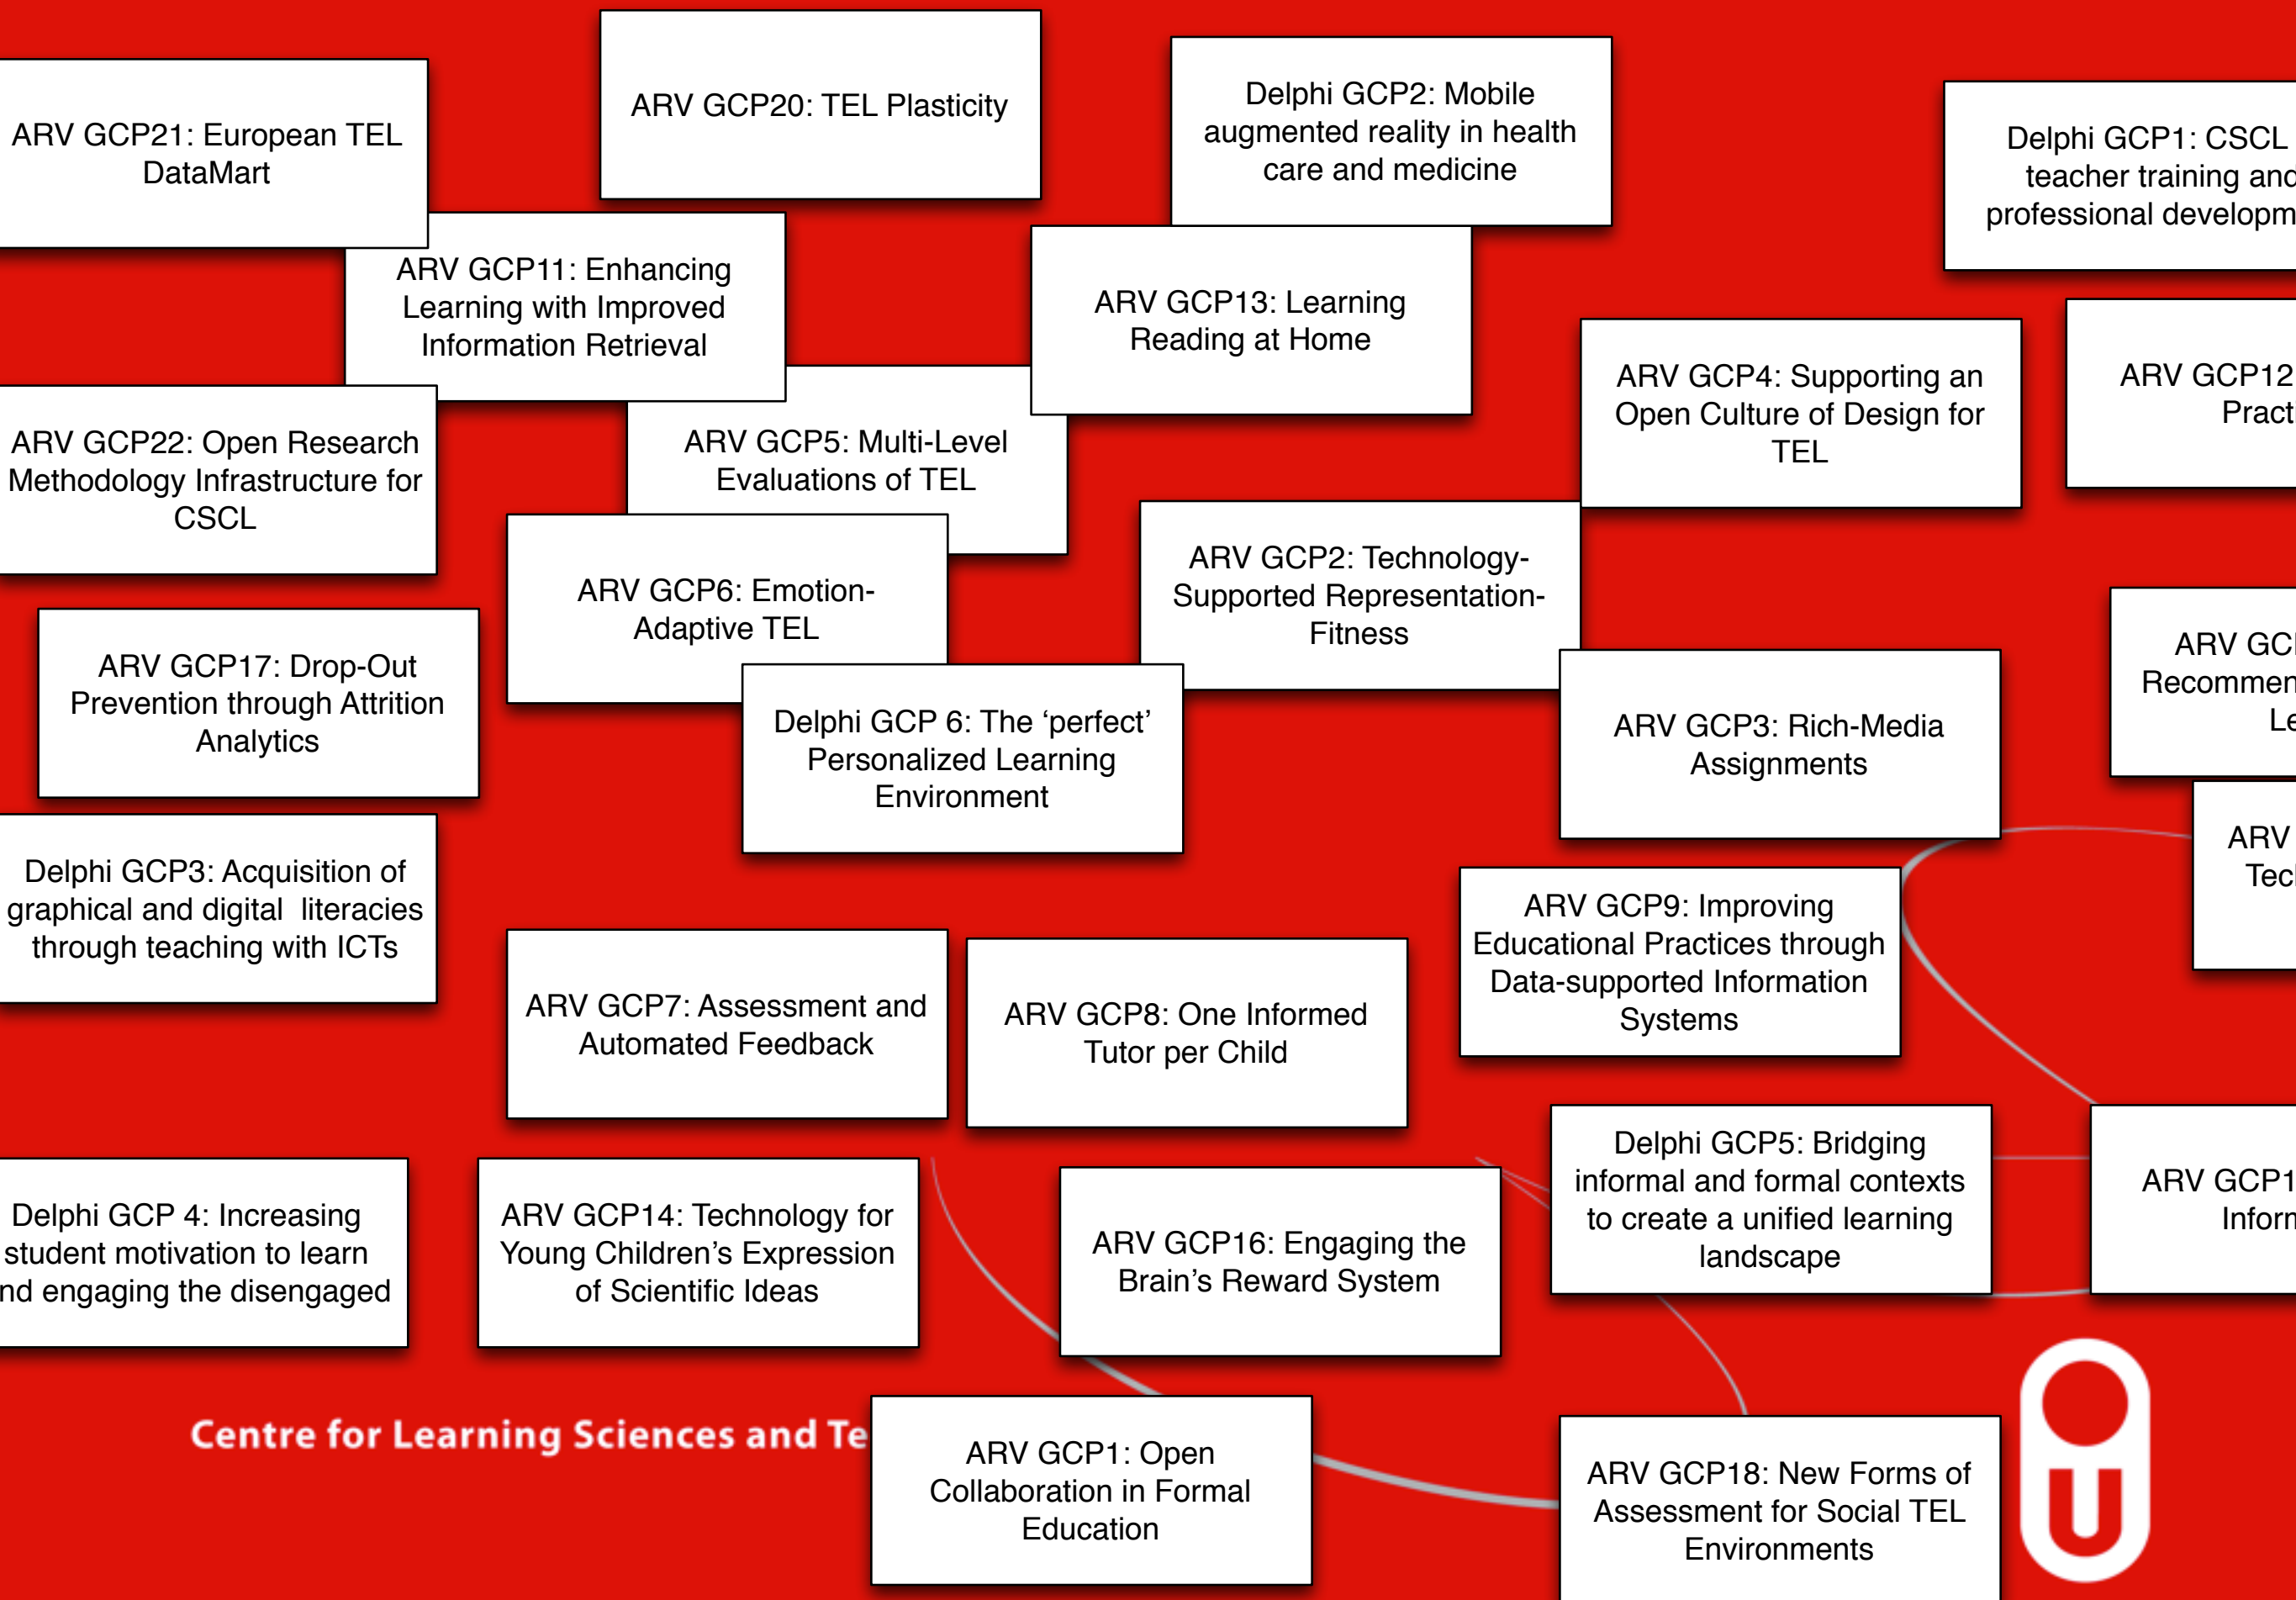 ARV GCP21: European TEL
DataMart
ARV GCP20: TEL Plasticity
Delphi GCP2: Mobile
augmented reality in health
care and medicine
Delphi GCP1: CSCL
teacher training and
professional
ARV GCP11: Enhancing
Learning with Improved
Information Retrieval
ARV GCP13: Learning
Reading at Home
ARV GCP4: Supporting an
Open Culture of Design for
TEL
ARV GCP12
ARV GCP22: Open Research
Methodology Infrastructure for
CSCL
ARV GCP5: Multi-Level
Evaluations of TEL
ARV GCP6: Emotion-
Adaptive TEL
ARV GCP2: Technology-
Supported Representation-
Fitness
ARV GCP17: Drop-Out
Prevention through Attrition
Analytics
Delphi GCP 6: The ‘perfect’
Personalized Learning
Environment
ARV GCP3: Rich-Media
Assignments
ARV
ARV
Delphi GCP3: Acquisition of
graphical and digital  literacies
through teaching with ICTs
ARV GCP7: Assessment and
Automated Feedback
ARV GCP8: One Informed
Tutor per Child
ARV GCP9: Improving
Educational Practices through
Data-supported Information
Systems
Delphi GCP 4: Increasing
student motivation to learn
engaging the disengaged
ARV GCP14: Technology for
Young Children’s Expression
of Scientific Ideas
ARV GCP16: Engaging the
Brain’s Reward System
Delphi GCP5: Bridging
informal and formal contexts
to create a unified learning
landscape
ARV
Centre for Learning Sciences and
ARV GCP1: Open
Collaboration in Formal
Education
ARV GCP18: New Forms of
Assessment for Social TEL
Environments